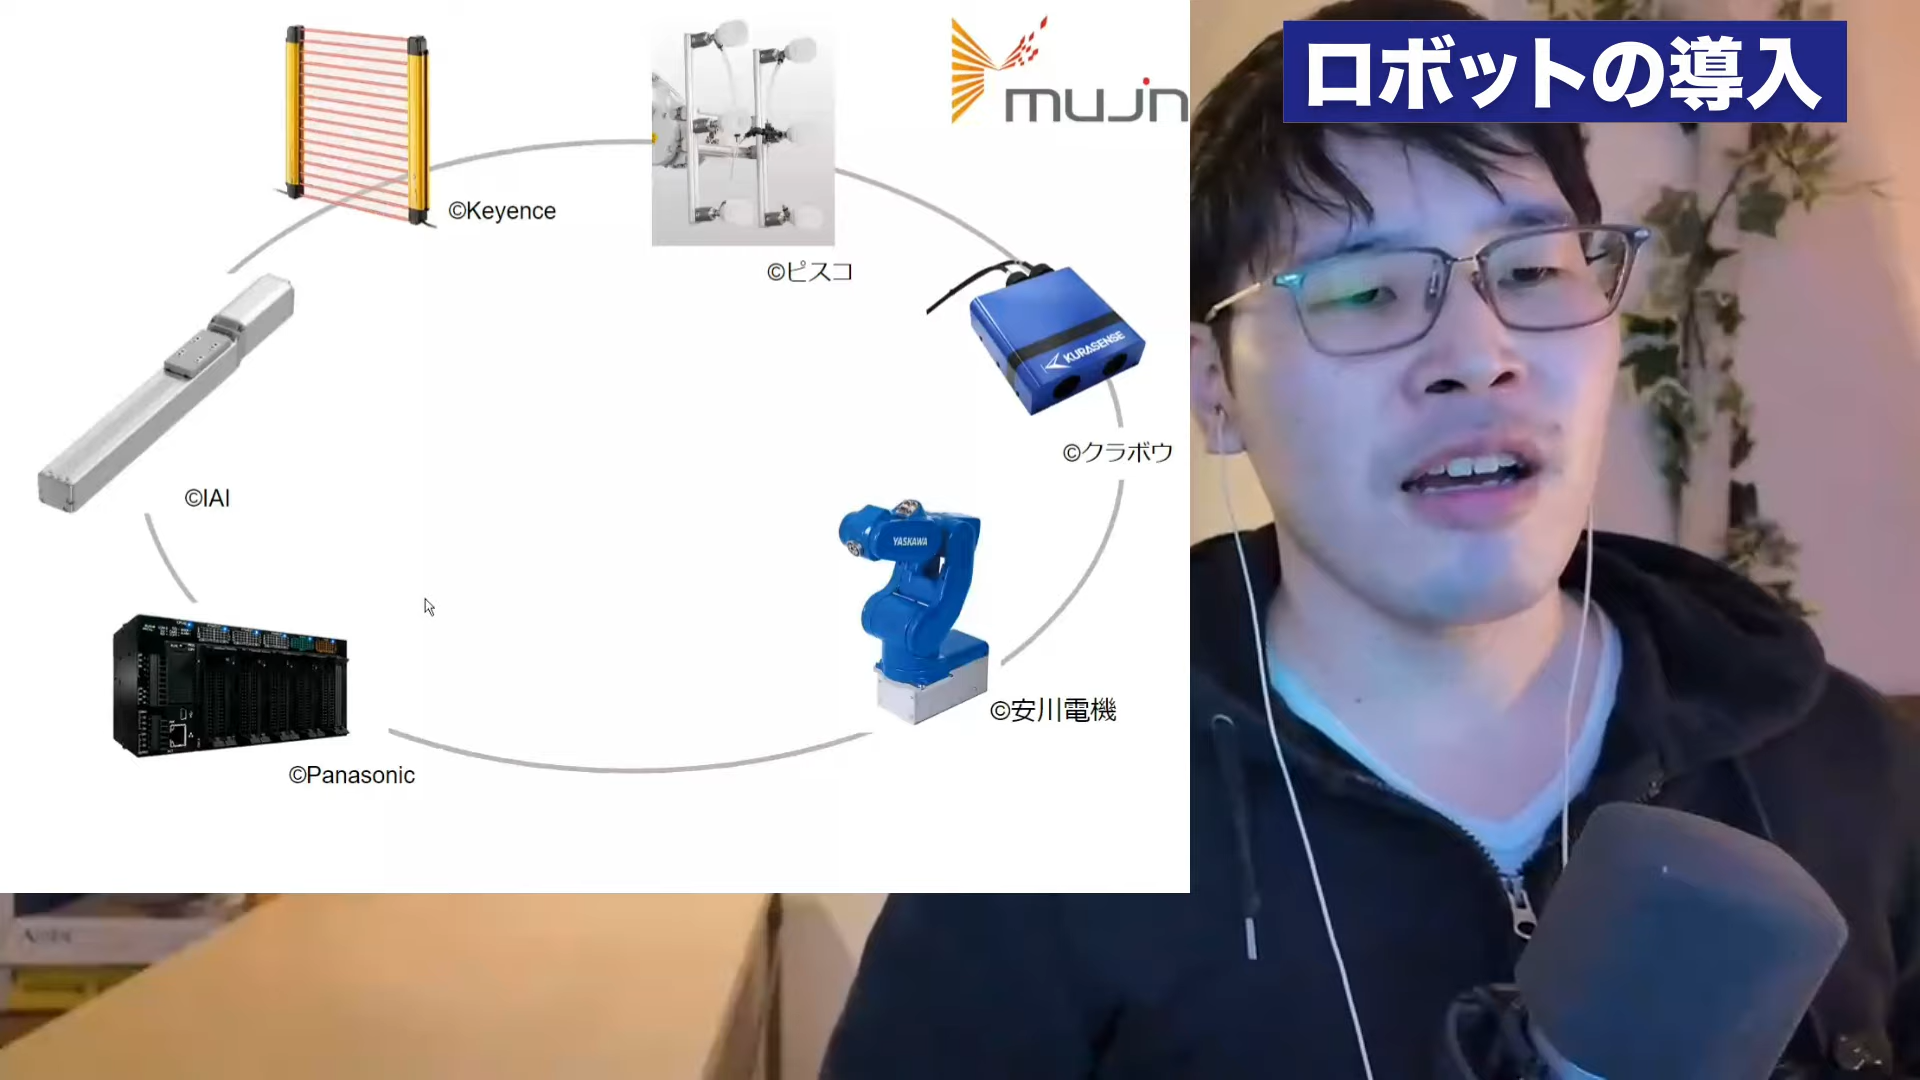 ロボットの導入
mujin
©Keyence
©ピスコ
KURASENSE
©クラボウ
©IAI
YASKAWA
©安川電機
©Panasonic